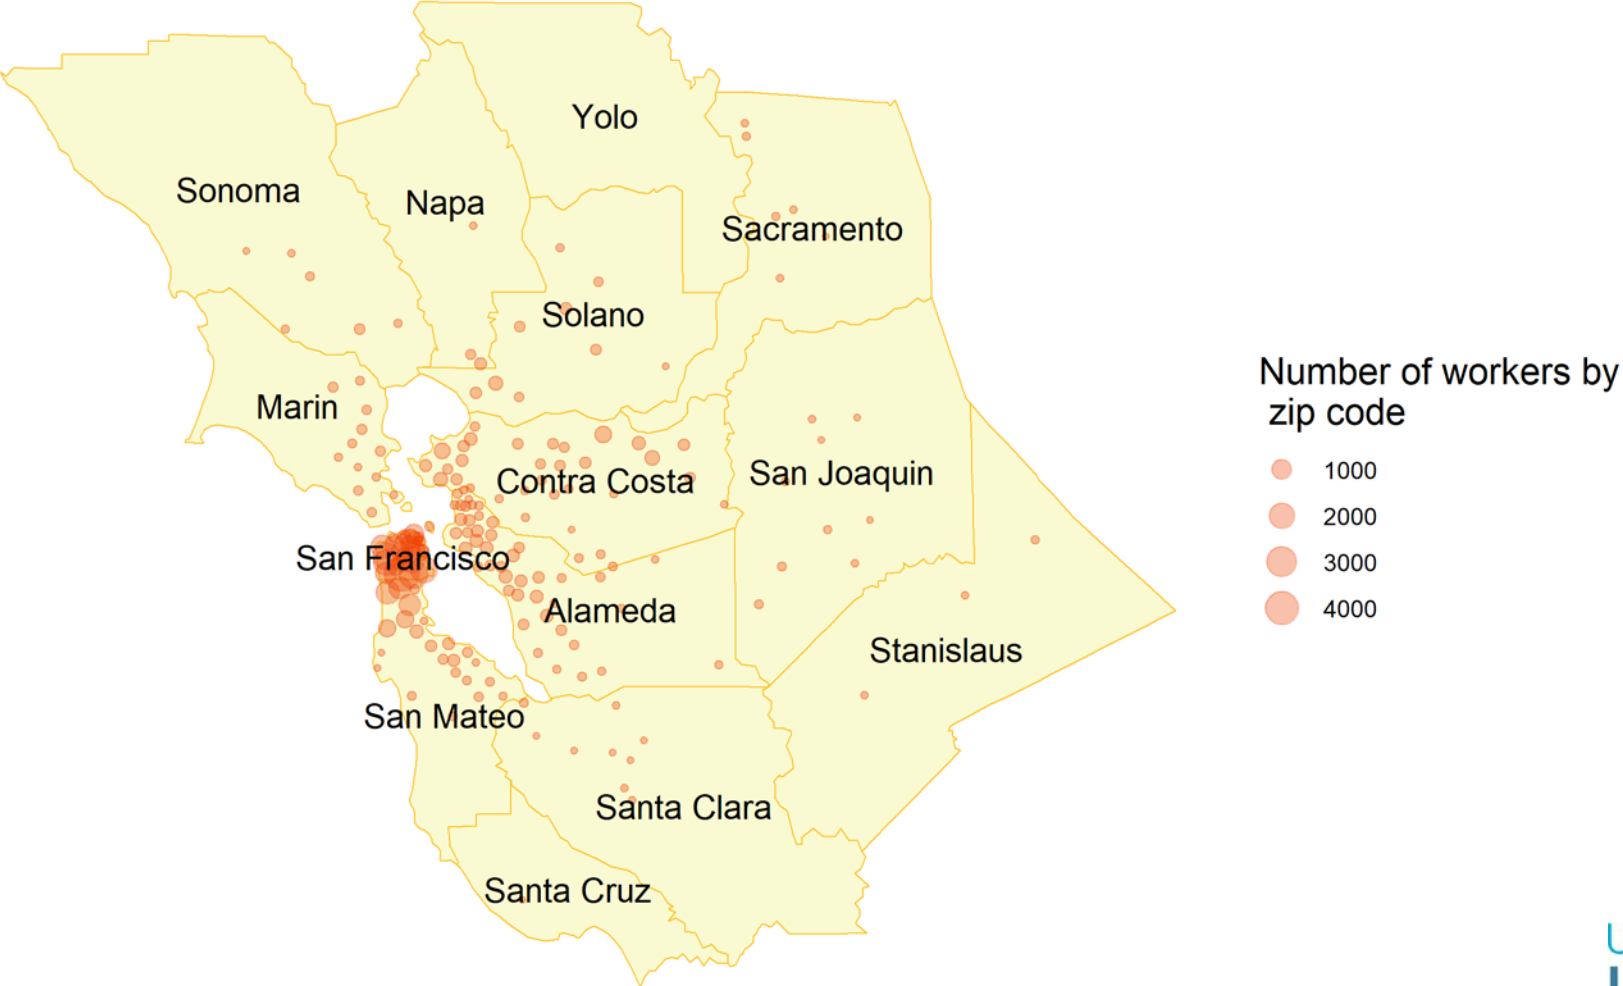 Yolo
Sonoma
Napa
Sacramento
Solano
Number of workers by
zip code
Marin
1000
Contra Costa
San Joaquin
2000
San Francisco
3000
Alameda
4000
Stanislaus
San Mateo
Santa Clara
Santa Cruz